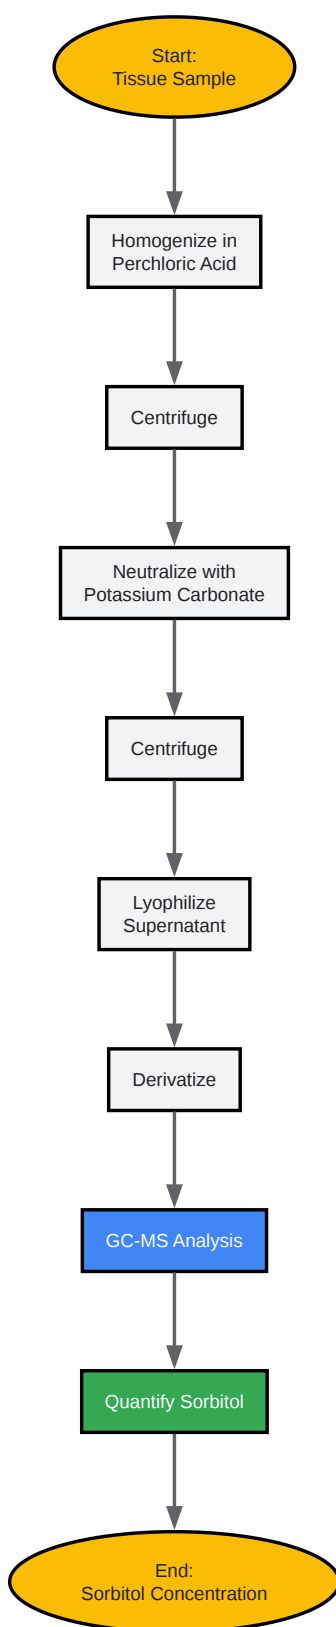 Start:
Tissue Sample
Homogenize in
Perchloric Acid
Centrifuge
Neutralize with
Potassium Carbonate
Centrifuge
Lyophilize
Supernatant
Derivatize
GC-MS Analysis
Quantify Sorbitol
End:
Sorbitol Concentration